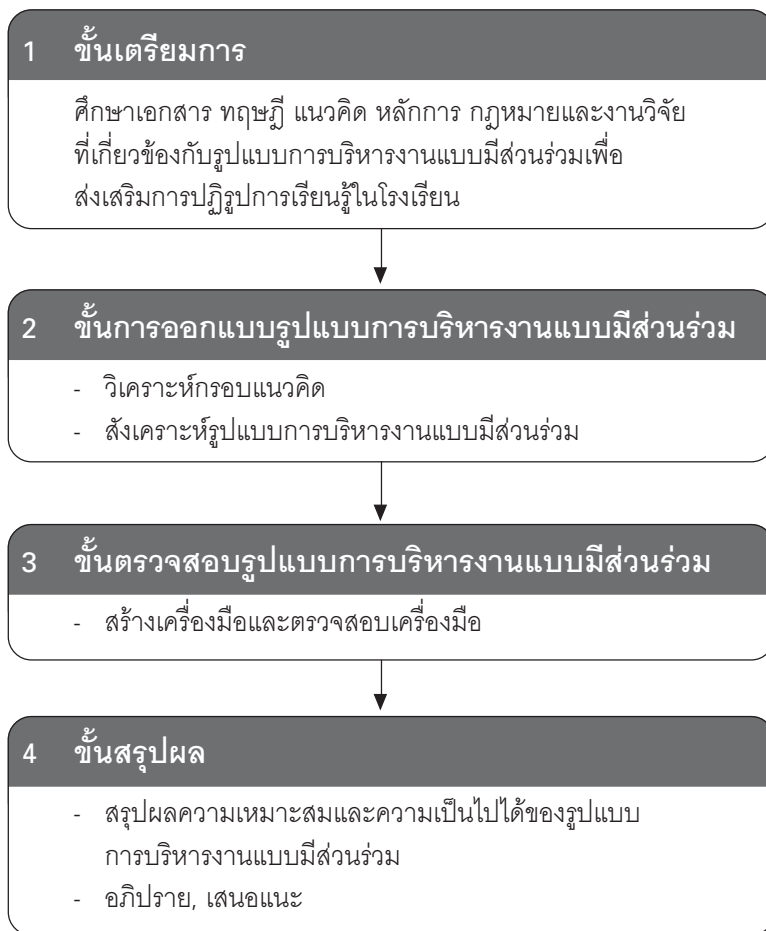 1 ขั้นเตรียมการ
ศึกษาเอกสาร ทฤษฎี แนวคิด หลักการ กฎหมายและงานวิจัย
ที่เกี่ยวข้องกับรูปแบบการบริหารงานแบบมีส่วนร่วมเพื่อ
ส่งเสริมการปฏิรูปการเรียนรู้ในโรงเรียน
2 ขั้นการออกแบบรูปแบบการบริหารงานแบบมีส่วนร่วม
- วิเคราะห์กรอบแนวคิด
- สังเคราะห์รูปแบบการบริหารงานแบบมีส่วนร่วม
3 ขั้นตรวจสอบรูปแบบการบริหารงานแบบมีส่วนร่วม
- สร้างเครื่องมือและตรวจสอบเครื่องมือ
4 ขั้นสรุปผล
- สรุปผลความเหมาะสมและความเป็นไปได้ของรูปแบบ
การบริหารงานแบบมีส่วนร่วม
- อภิปราย, เสนอแนะ